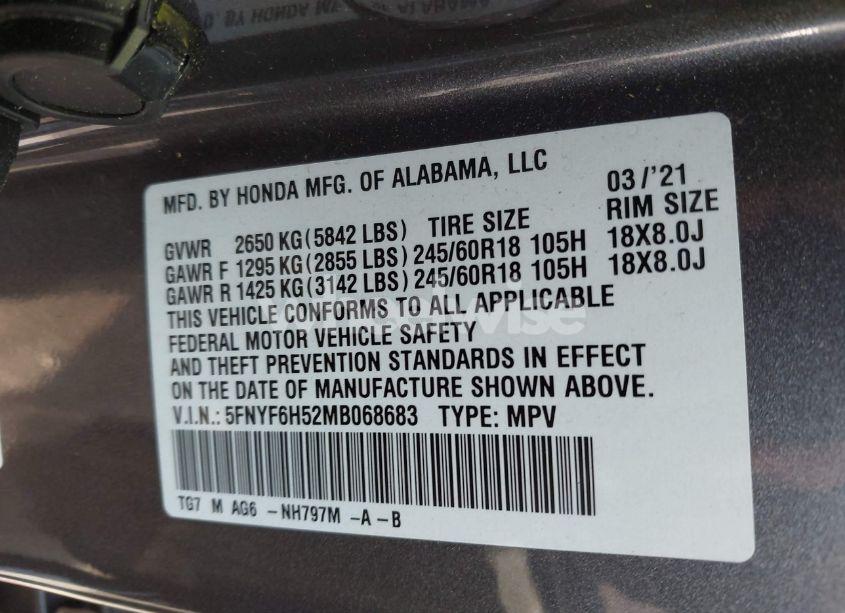 MFD. BY HONDA MFG. OF ALABAMA, LLC 03/'21
GVWR 2650 KG(5842 LBS) TIRE SIZE RIM SIZE
GAWR F 1295 KG(2855 LBS) 245/60R18 105H 18X8.0J
GAWR R 1425 KG(3142 LBS) 245/60R18 105H 18X8.0J
THIS VEHICLE CONFORMS TO ALL APPLICABLE
FEDERAL MOTOR VEHICLE SAFETY
AND THEFT PREVENTION STANDARDS IN EFFECT
ON THE DATE OF MANUFACTURE SHOWN ABOVE.
V.I.N.: 5FNYF6H52MB068683 TYPE: MPV
TG7 M AG6 -NH797M -A -B